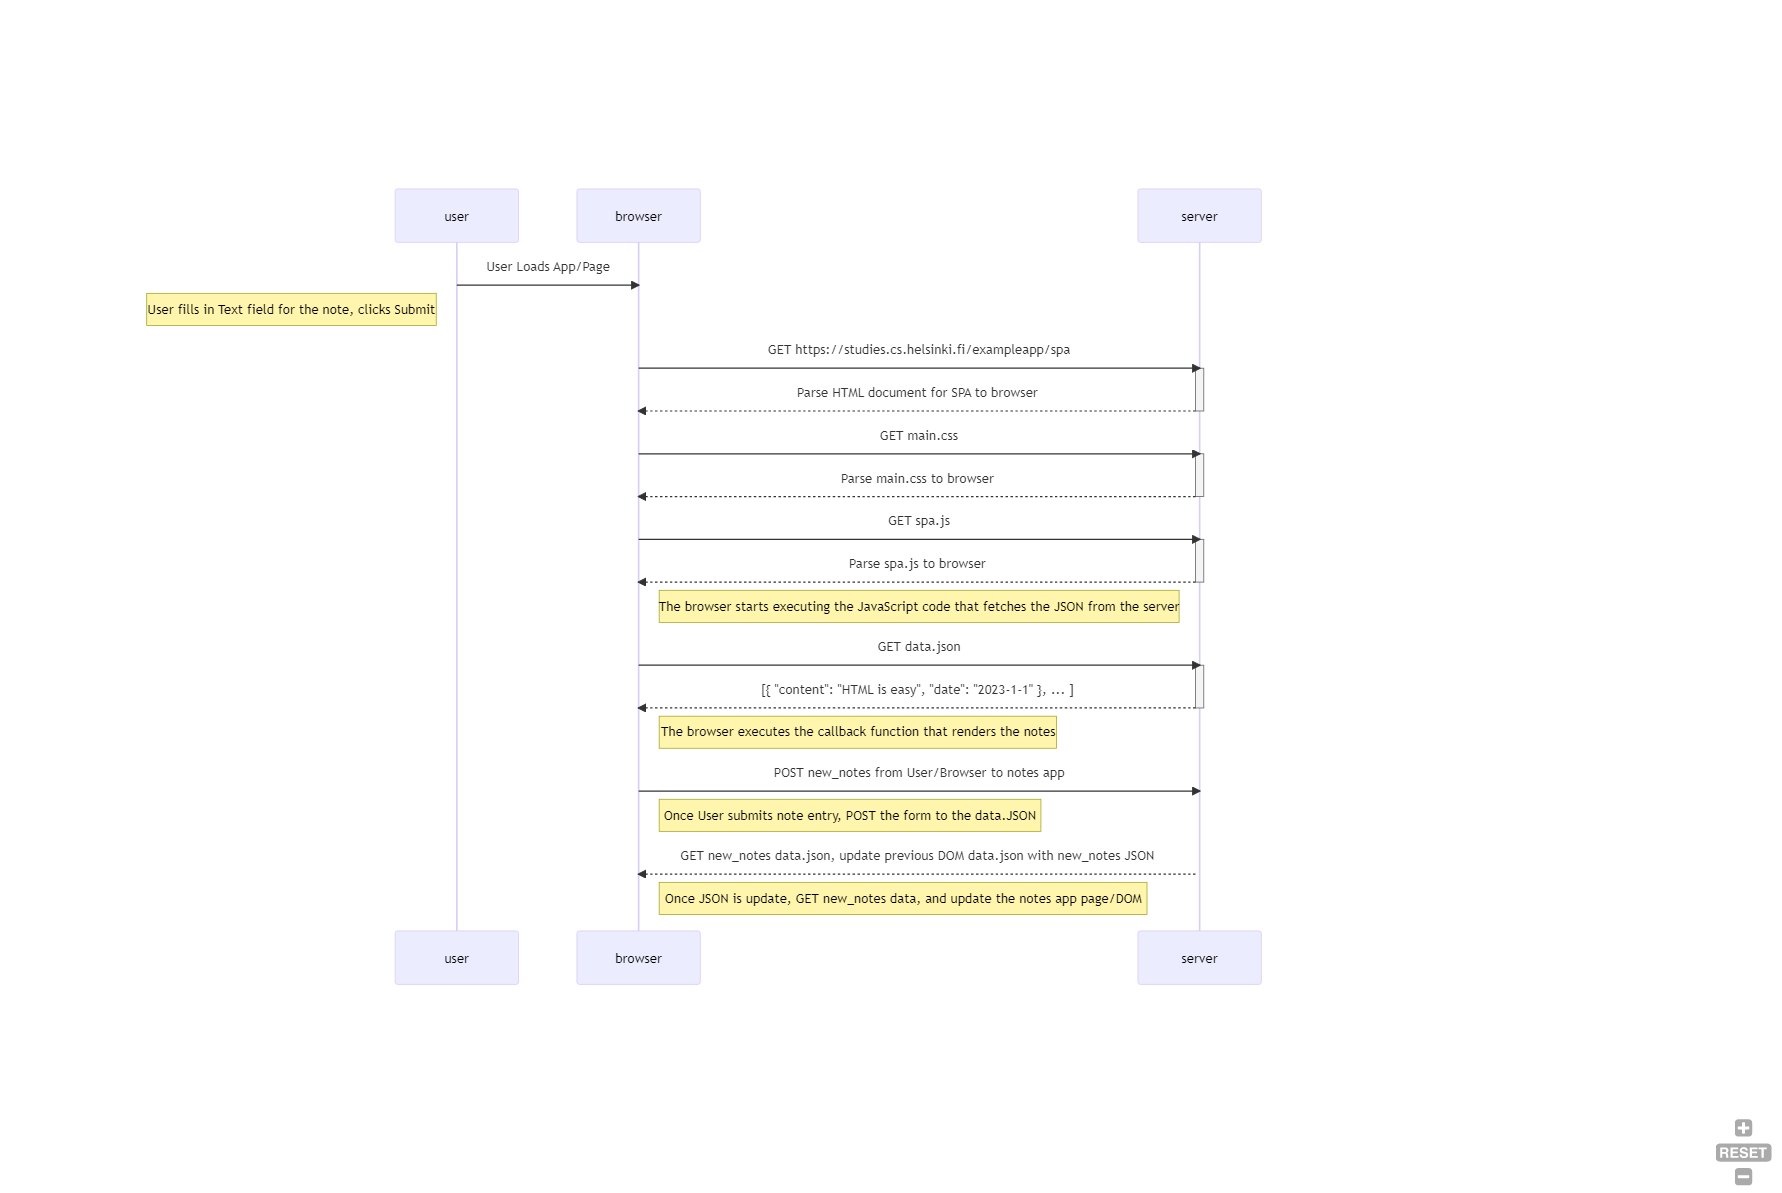 user
browser
server
User Loads App/Page
User fills in Text field for the note, clicks Submit
GET https://studies.cs.helsinki.fi/exampleapp/spa
Parse HTML document for SPA to browser
GET main.css
Parse main.css to browser
GET spa.js
Parse spa.js to browser
The browser starts executing the JavaScript code that fetches the JSON from the server
GET data.json
[{ "content": "HTML is easy", "date": "2023-1-1" }, ... ]
The browser executes the callback function that renders the notes
POST new_notes from User/Browser to notes app
Once User submits note entry, POST the form to the data.JSON
GET new_notes data.json, update previous DOM data.json with new_notes JSON
Once JSON is update, GET new_notes data, and update the notes app page/DOM
user
browser
server
RESET